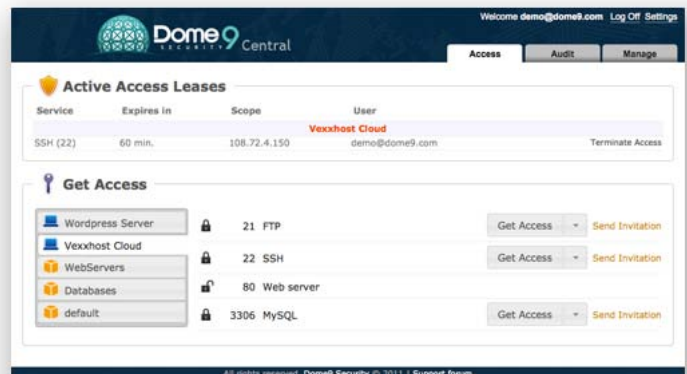 Welcome demo@dome9.com Log Off Settings
Dome9 Central
SECURITY
Access Audit Manage
Active Access Leases
Service Expires in Scope User
Vexxhost Cloud
SSH (22) 60 min. 108.72.4.150 demo@dome9.com Terminate Access
Get Access
Wordpress Server
Vexxhost Cloud
WebServers
Databases
default
21 FTP Get Access Send Invitation
22 SSH Get Access Send Invitation
80 Web server
3306 MySQL Get Access Send Invitation
All rights reserved. Dome9 Security © 2011 | Support forum